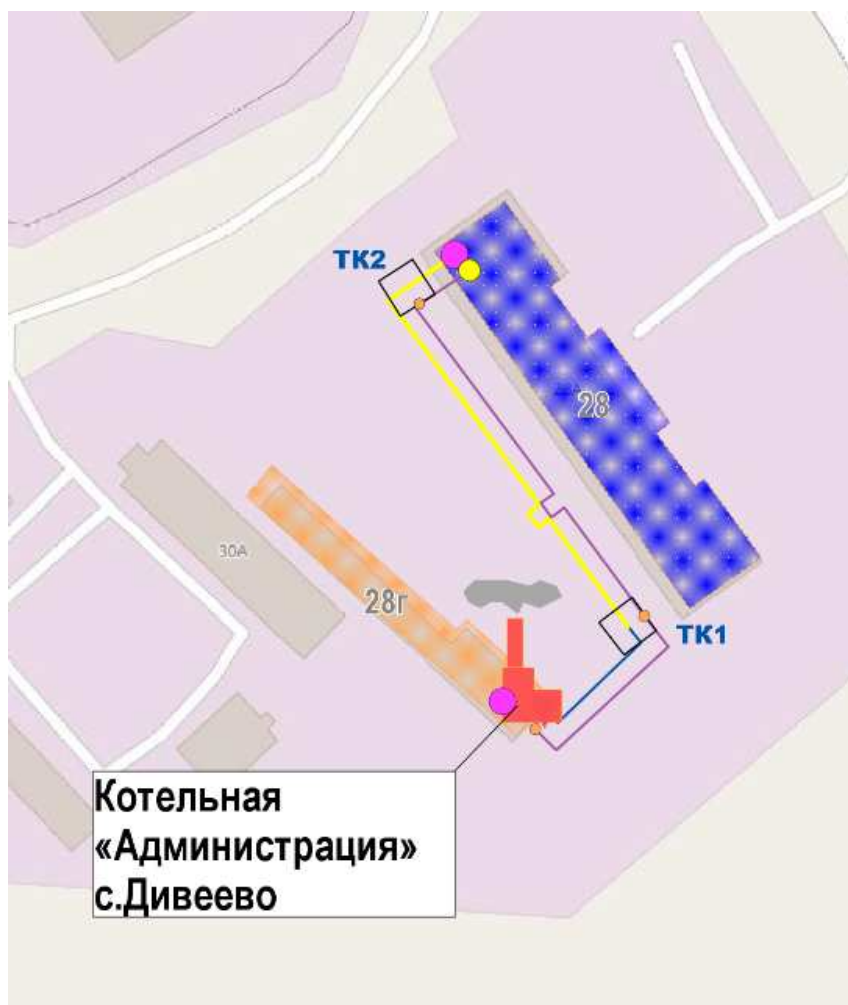 ТК2
28
30А
28г
ТК1
Котельная
«Администрация»
с.Дивеево